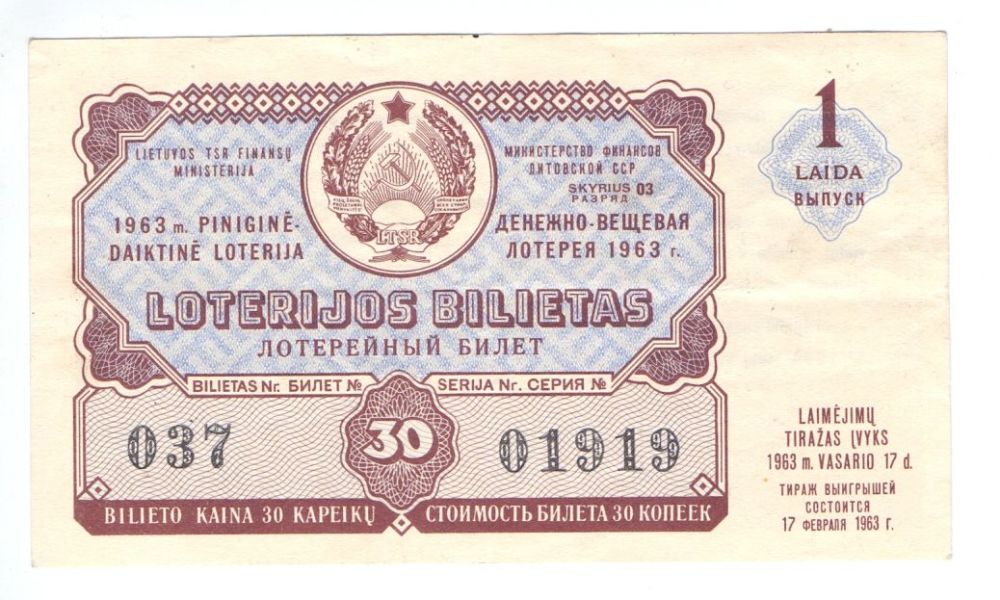 LIETUVOS TSR FINANSŲ
MINISTERIJA
1963 m. PINIGINĖ-
DAIKTINĖ LOTERIJA
LTSR
МИНИСТЕРСТВО ФИНАНСОВ
ЛИТОВСКОЙ ССР
SKYRIUS 03
РАЗРЯД
ДЕНЕЖНО-ВЕЩЕВАЯ
ЛОТЕРЕЯ 1963 г.
LOTERIJOS BILIETAS
ЛОТЕРЕЙНЫЙ БИЛЕТ
BILIETAS Nr. БИЛЕТ №
SERIJA Nr. СЕРИЯ №
037
30
01919
BILIETO KAINA 30 KAPEIKŲ
СТОИМОСТЬ БИЛЕТА 30 КОПЕЕК
1
LAIDA
ВЫПУСК
LAIMĖJIMŲ
TIRAŽAS ĮVYKS
1963 m. VASARIO 17 d.
ТИРАЖ ВЫИГРЫШЕЙ
СОСТОИТСЯ
17 ФЕВРАЛЯ 1963 г.